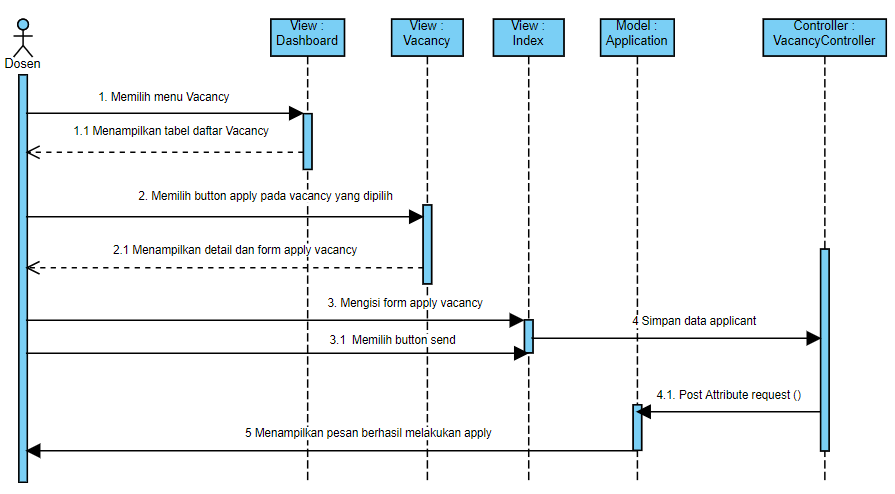 Dosen
View :
Dashboard
View :
Vacancy
View :
Index
Model :
Application
Controller :
VacancyController
1. Memilih menu Vacancy
1.1 Menampilkan tabel daftar Vacancy
2. Memilih button apply pada vacancy yang dipilih
2.1 Menampilkan detail dan form apply vacancy
3. Mengisi form apply vacancy
4 Simpan data applicant
3.1 Memilih button send
4.1. Post Attribute request ()
5 Menampilkan pesan berhasil melakukan apply